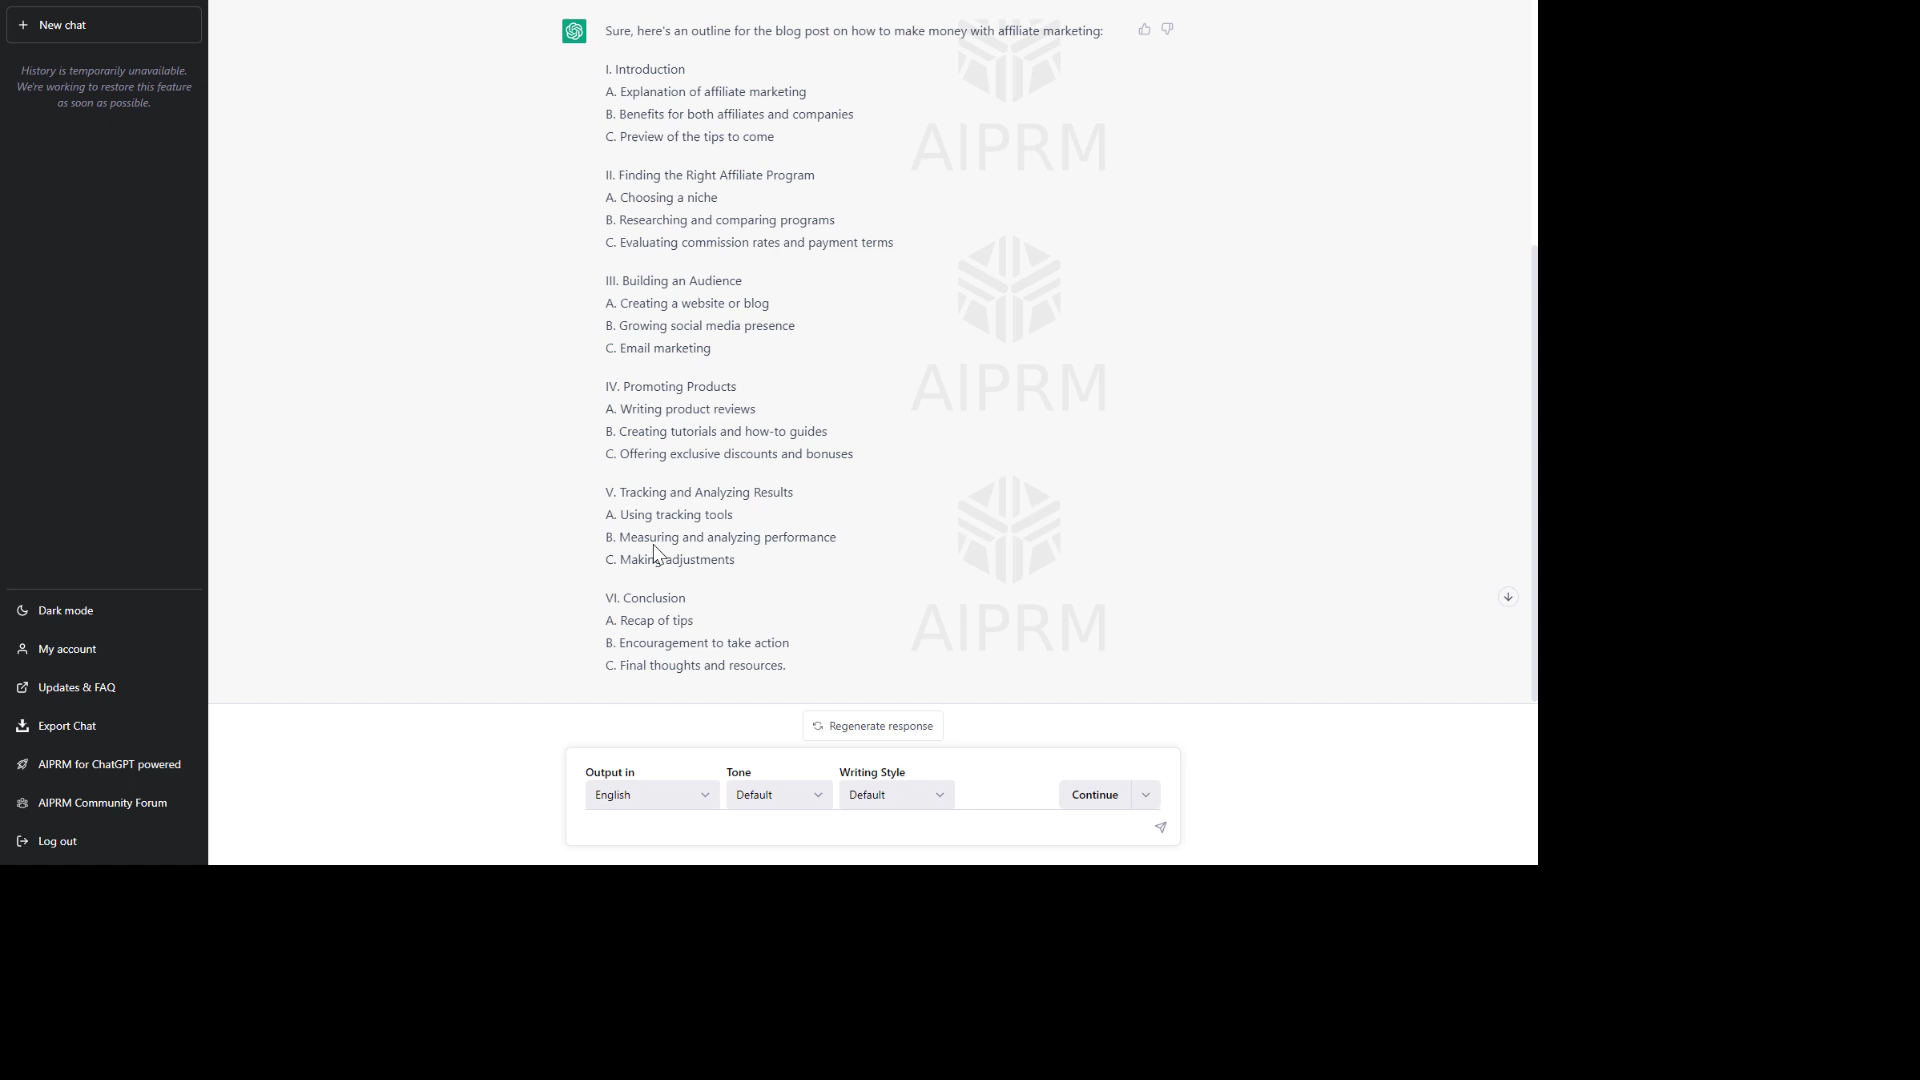 New chat
History is temporarily unavailable.
We're working to restore this feature
as soon as possible.
Dark mode
My account
Updates & FAQ
Export Chat
AIPRM for ChatGPT powered
AIPRM Community Forum
Log out
Sure, here's an outline for the blog post on how to make money with affiliate marketing:
I. Introduction
A. Explanation of affiliate marketing
B. Benefits for both affiliates and companies
C. Preview of the tips to come
AIPRM
II. Finding the Right Affiliate Program
A. Choosing a niche
B. Researching and comparing programs
C. Evaluating commission rates and payment terms
III. Building an Audience
A. Creating a website or blog
B. Growing social media presence
C. Email marketing
AIPRM
IV. Promoting Products
A. Writing product reviews
B. Creating tutorials and how-to guides
C. Offering exclusive discounts and bonuses
V. Tracking and Analyzing Results
A. Using tracking tools
B. Measuring and analyzing performance
C. Making adjustments
VI. Conclusion
A. Recap of tips
AIPRM
B. Encouragement to take action
C. Final thoughts and resources.
Regenerate response
Output in Tone Writing Style
English Default Default Continue